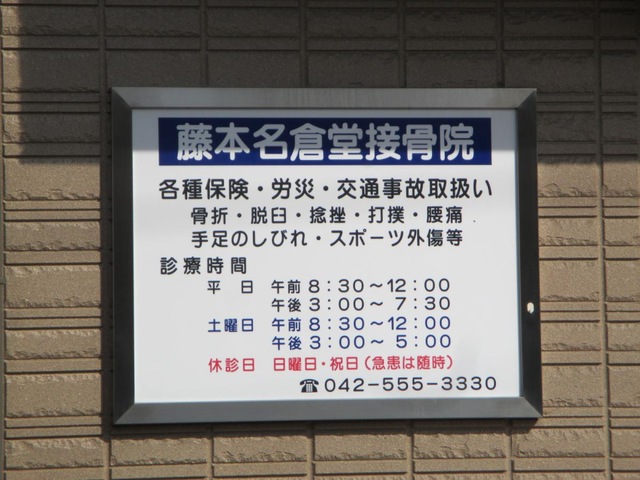 藤本名倉堂接骨院
各種保険・労災・交通事故取扱い
骨折・脱臼・捻挫・打撲・腰痛
手足のしびれ・スポーツ外傷等
診療時間
平 日 午前 8:30〜12:00
午後 3:00〜 7:30
土曜日 午前 8:30〜12:00
午後 3:00〜 5:00
休診日 日曜日・祝日(急患は随時)
☎042-555-3330